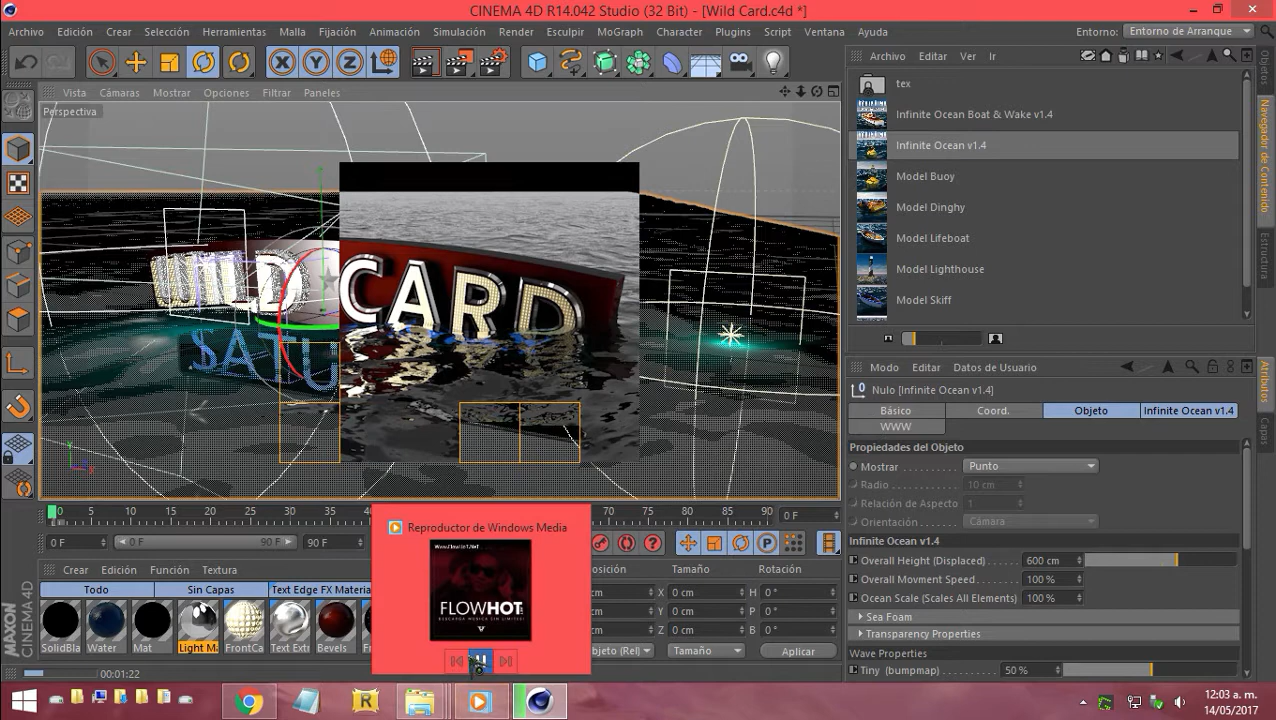 CINEMA 4D R14.042 Studio (32 Bit) - [Wild Card.c4d *]
Archivo Edición Crear Selección Herramientas Malla Fijación Animación Simulación Render Esculpir MoGraph Character Plugins Script Ventana Ayuda
Entorno: Entorno de Arranque
X Y Z
Archivo Editar Ver Ir
Vista Cámaras Mostrar Opciones Filtrar Paneles
Perspectiva
tex
Infinite Ocean Boat & Wake v1.4
Infinite Ocean v1.4
Model Buoy
Model Dinghy
Model Lifeboat
Model Lighthouse
Model Skiff
Objetos
Navegador de Contenido
Estructura
WILD CARD
SATU
Modo Editar Datos de Usuario
Nulo [Infinite Ocean v1.4]
Básico Coord. Objeto Infinite Ocean v1.4
WWW
Atributos
Capas
Propiedades del Objeto
Mostrar Punto
Radio 10 cm
Relación de Aspecto 1
Orientación Cámara
Infinite Ocean v1.4
Overall Height (Displaced) 600 cm
Overall Movment Speed 100 %
Ocean Scale (Scales All Elements) 100 %
Sea Foam
Transparency Properties
Wave Properties
Tiny (bumpmap) 50 %
0 5 10 15 20 25 30 35 70 75 80 85 90 0 F
0 F 0 F 90 F 90 F
Crear Edición Función Textura
Todo Sin Capas Text Edge FX Materia
SolidBla Water Mat Light Ma FrontCa Text Extr Bevels
MAXON CINEMA 4D
Reproductor de Windows Media
FLOWHOT
DESCARGA MUSICA SIN LIMITES!
osición Tamaño Rotación
cm X 0 cm H 0 °
cm Y 0 cm P 0 °
cm Z 0 cm B 0 °
bjeto (Rel) Tamaño Aplicar
00:01:22
12:03 a. m.
14/05/2017